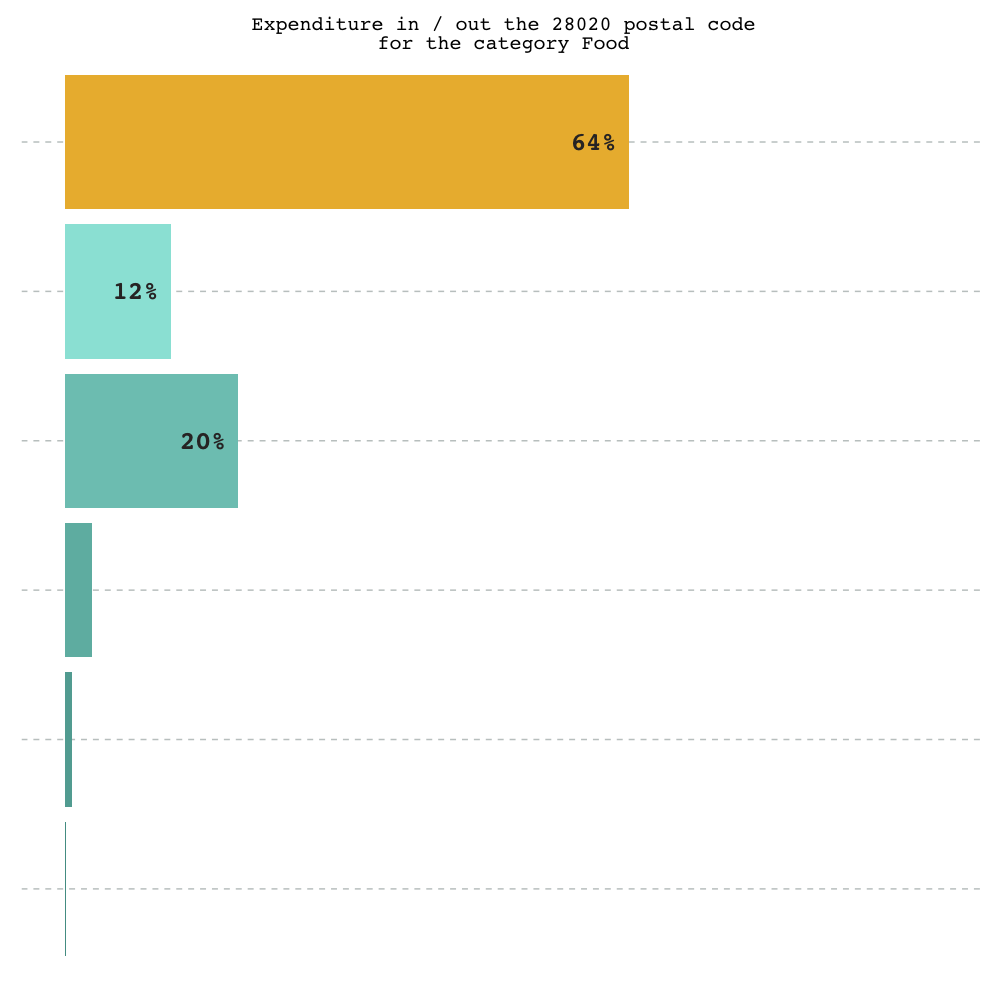 Expenditure in / out the 28020 postal code
for the category Food
64%
12%
20%